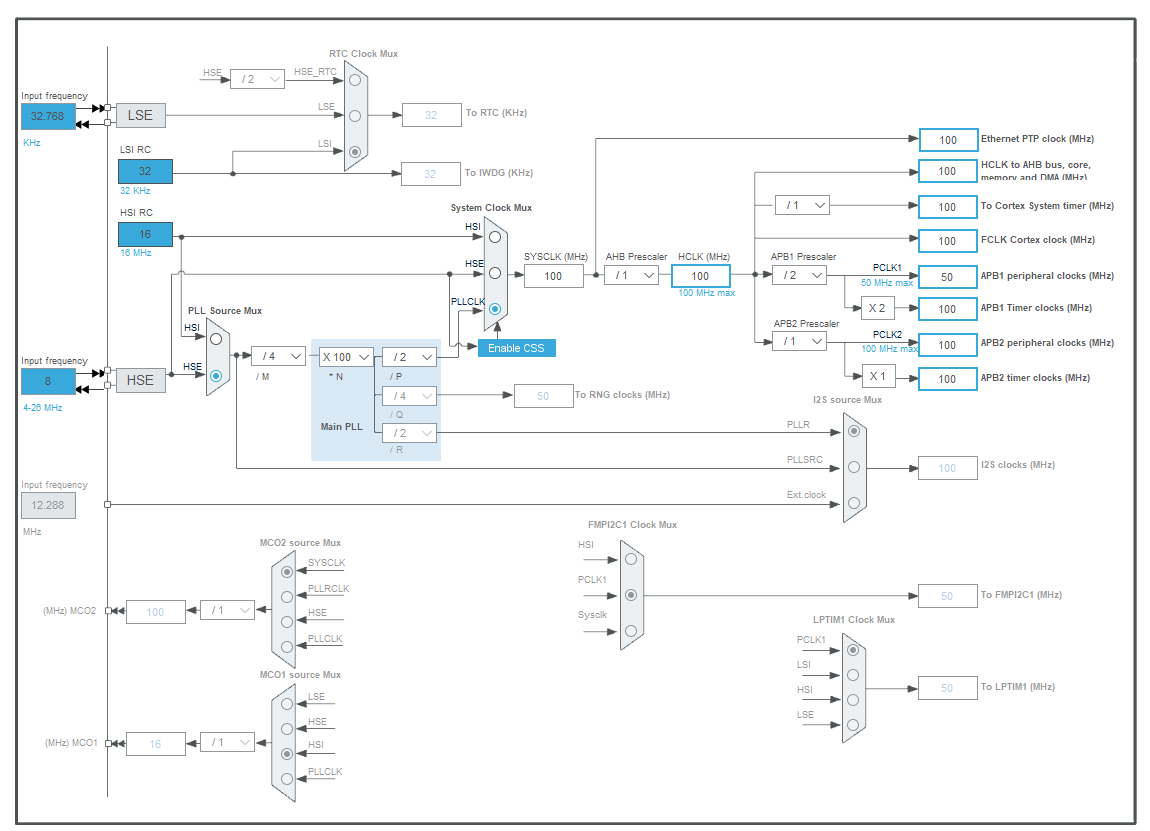 RTC Clock Mux
HSE
/ 2
HSE_RTC
Input frequency
32.768
KHz
LSE
LSE
32
To RTC (KHz)
LSI RC
32
32 KHz
LSI
32
To IWDG (KHz)
HSI RC
16
16 MHz
System Clock Mux
HSI
HSE
PLLCLK
SYSCLK (MHz)
100
AHB Prescaler
/ 1
HCLK (MHz)
100
100 MHz max
100
Ethernet PTP clock (MHz)
100
HCLK to AHB bus, core,
memory and DMA (MHz)
/ 1
100
To Cortex System timer (MHz)
100
FCLK Cortex clock (MHz)
APB1 Prescaler
/ 2
PCLK1
50 MHz max
50
APB1 peripheral clocks (MHz)
X 2
100
APB1 Timer clocks (MHz)
APB2 Prescaler
/ 1
PCLK2
100 MHz max
100
APB2 peripheral clocks (MHz)
X 1
100
APB2 timer clocks (MHz)
Enable CSS
PLL Source Mux
HSI
HSE
Input frequency
8
4-26 MHz
HSE
/ 4
/ M
X 100
* N
/ 2
/ P
/ 4
/ Q
/ 2
/ R
Main PLL
50
To RNG clocks (MHz)
I2S source Mux
PLLR
PLLSRC
Ext.clock
100
I2S clocks (MHz)
Input frequency
12.288
MHz
MCO2 source Mux
SYSCLK
PLLRCLK
HSE
PLLCLK
(MHz) MCO2
100
/ 1
FMPI2C1 Clock Mux
HSI
PCLK1
Sysclk
50
To FMPI2C1 (MHz)
LPTIM1 Clock Mux
PCLK1
LSI
HSI
LSE
50
To LPTIM1 (MHz)
MCO1 source Mux
LSE
HSE
HSI
PLLCLK
(MHz) MCO1
16
/ 1